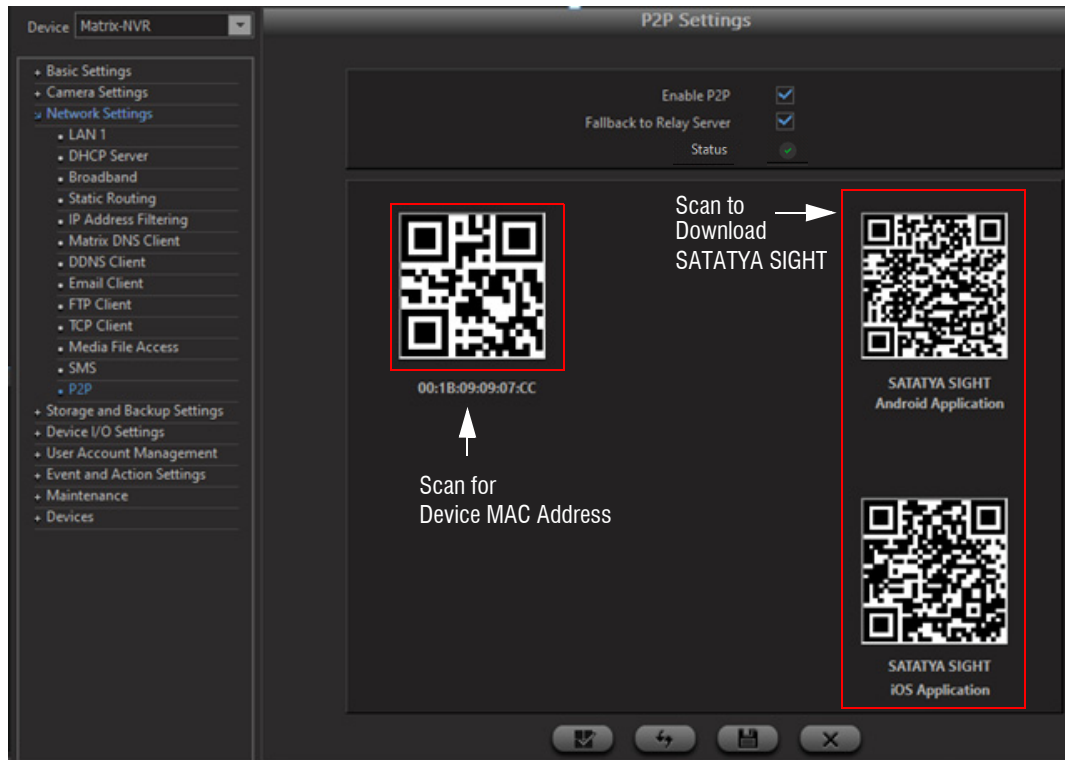 Device Matrix-NVR
P2P Settings
+ Basic Settings
+ Camera Settings
Network Settings
LAN 1
DHCP Server
Broadband
Static Routing
IP Address Filtering
Matrix DNS Client
DDNS Client
Email Client
FTP Client
TCP Client
Media File Access
SMS
P2P
+ Storage and Backup Settings
+ Device I/O Settings
+ User Account Management
+ Event and Action Settings
+ Maintenance
+ Devices
Enable P2P
Fallback to Relay Server
Status
00:1B:09:09:07:CC
Scan for
Device MAC Address
Scan to
Download
SATATYA SIGHT
SATATYA SIGHT
Android Application
SATATYA SIGHT
iOS Application